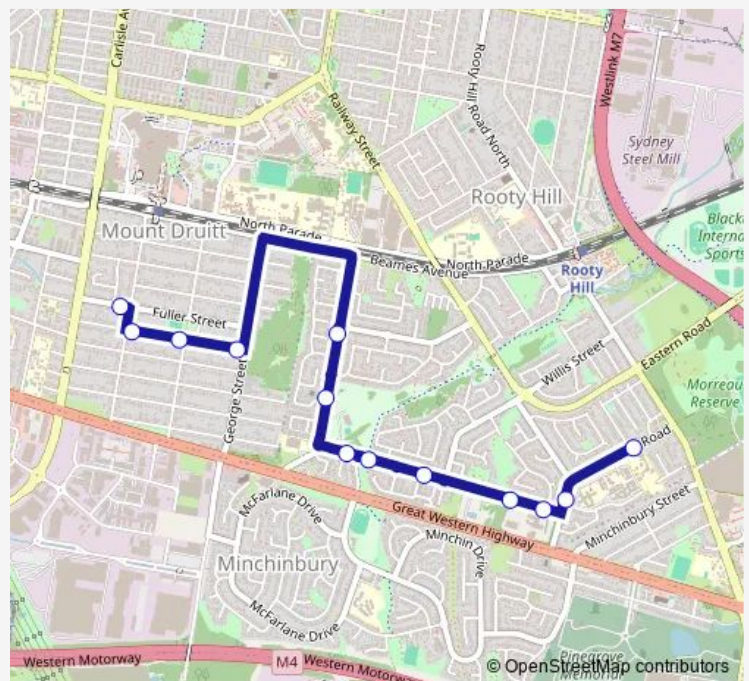 Carlisle Av
Railway Street
Rooty Hill Road North
Westlink M7
Sydney
Steel Mill
Rooty Hill
Mount Druitt
North Parade
Beames Avenue
North Parade
Rooty
Hill
Black
Interna
Sports
Fuller Street
Eastern Road
Willis Street
Morreau
Reserve
George Street
Road
Great Western Highway
Minchinbury Street
McFarlane Drive
Minchin Drive
Minchinbury
McFarlane Drive
Western Motorway
M4
Western Motorway
Pinegrove
Memorial
© OpenStreetMap contributors